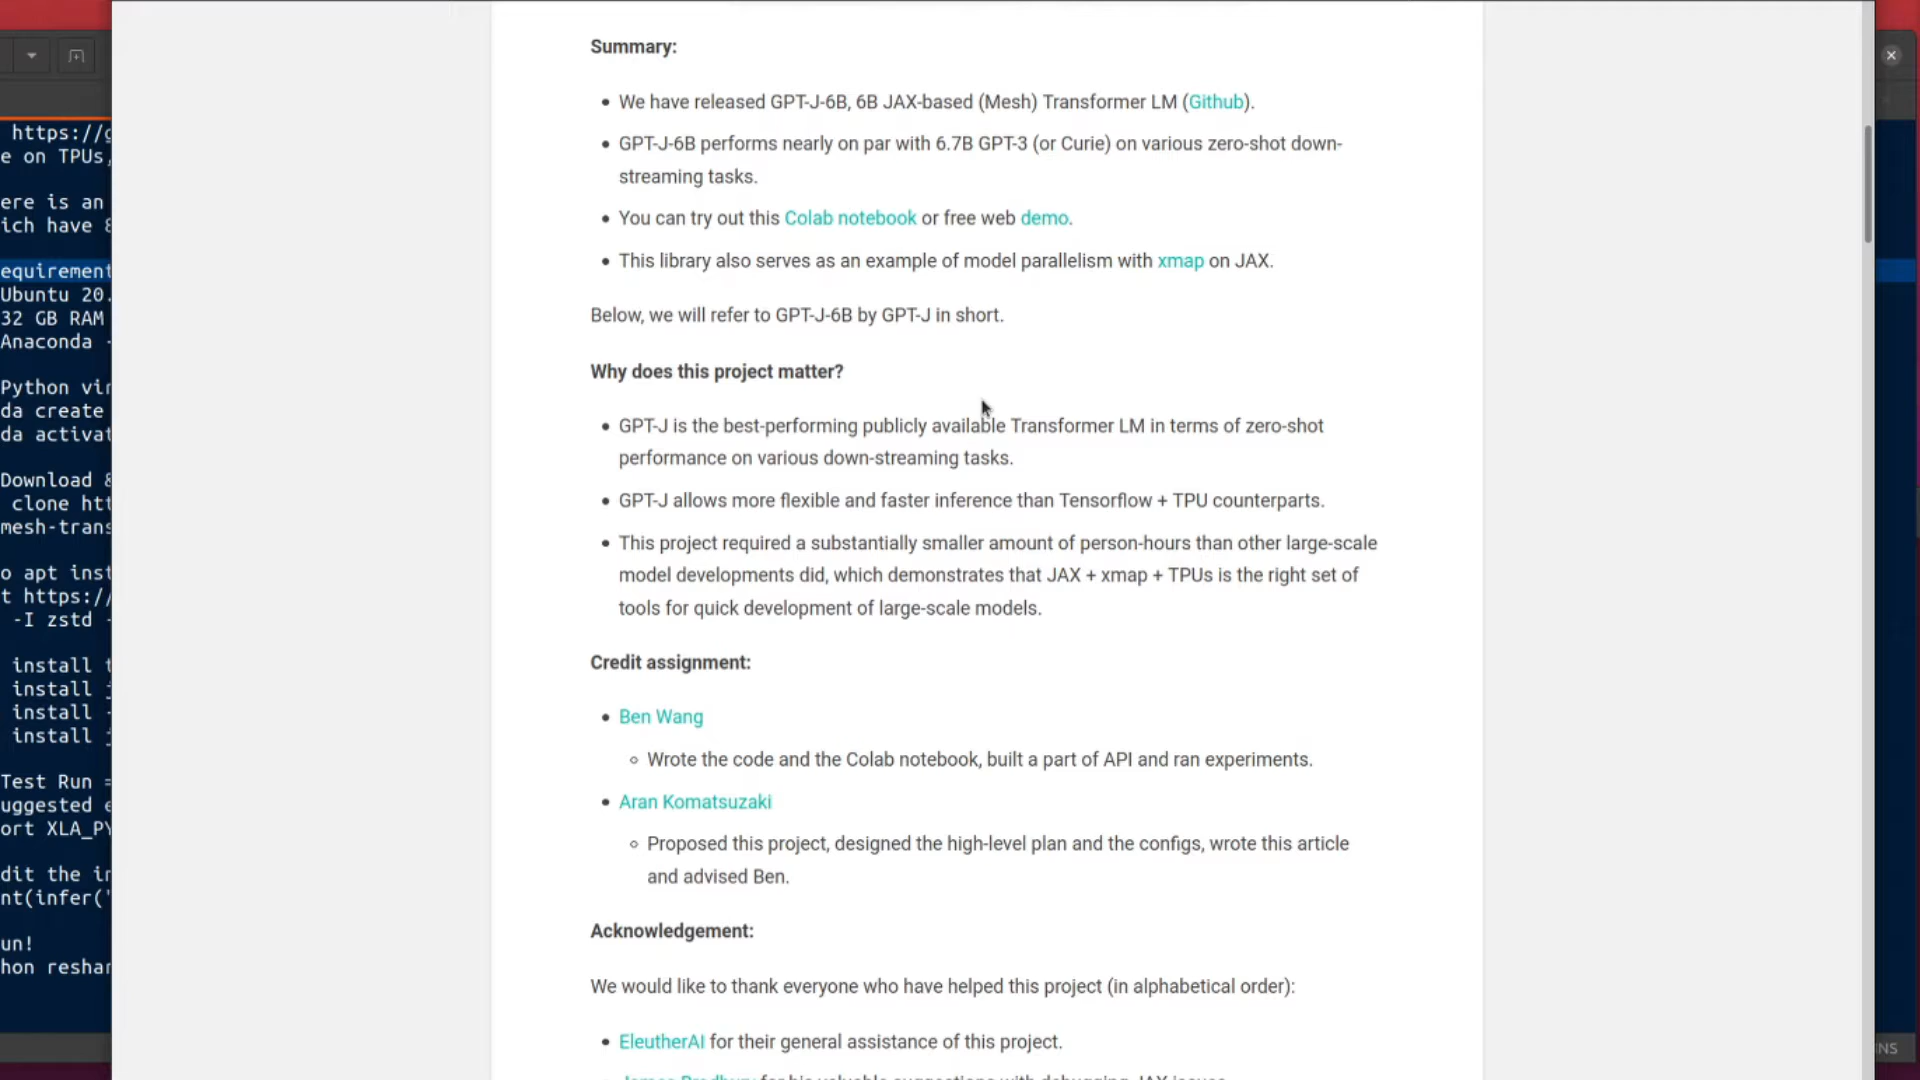 Summary:
We have released GPT-J-6B, 6B JAX-based (Mesh) Transformer LM (Github).
GPT-J-6B performs nearly on par with 6.7B GPT-3 (or Curie) on various zero-shot down-
streaming tasks.
You can try out this Colab notebook or free web demo.
This library also serves as an example of model parallelism with xmap on JAX.
Below, we will refer to GPT-J-6B by GPT-J in short.
Why does this project matter?
GPT-J is the best-performing publicly available Transformer LM in terms of zero-shot
performance on various down-streaming tasks.
GPT-J allows more flexible and faster inference than Tensorflow + TPU counterparts.
This project required a substantially smaller amount of person-hours than other large-scale
model developments did, which demonstrates that JAX + xmap + TPUs is the right set of
tools for quick development of large-scale models.
Credit assignment:
Ben Wang
Wrote the code and the Colab notebook, built a part of API and ran experiments.
Aran Komatsuzaki
Proposed this project, designed the high-level plan and the configs, wrote this article
and advised Ben.
Acknowledgement:
We would like to thank everyone who have helped this project (in alphabetical order):
EleutherAI for their general assistance of this project.
https://g
e on TPUs,
ere is an
ich have
equirement
Ubuntu 20.
32 GB RAM
Anaconda -
Python vir
da create
da activat
Download &
clone htt
mesh-trans
o apt inst
t https://
-I zstd -
install t
install j
install -
install j
Test Run =
uggested e
ort XLA_PY
dit the in
nt(infer('
un!
hon reshar
NS